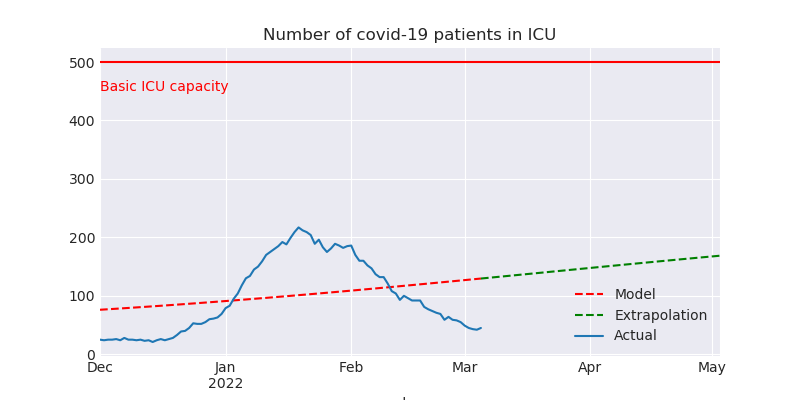 Number of covid-19 patients in ICU
500
Basic ICU capacity
400
300
200
100
0
Model
Extrapolation
Actual
Dec Jan Feb Mar Apr May
2022